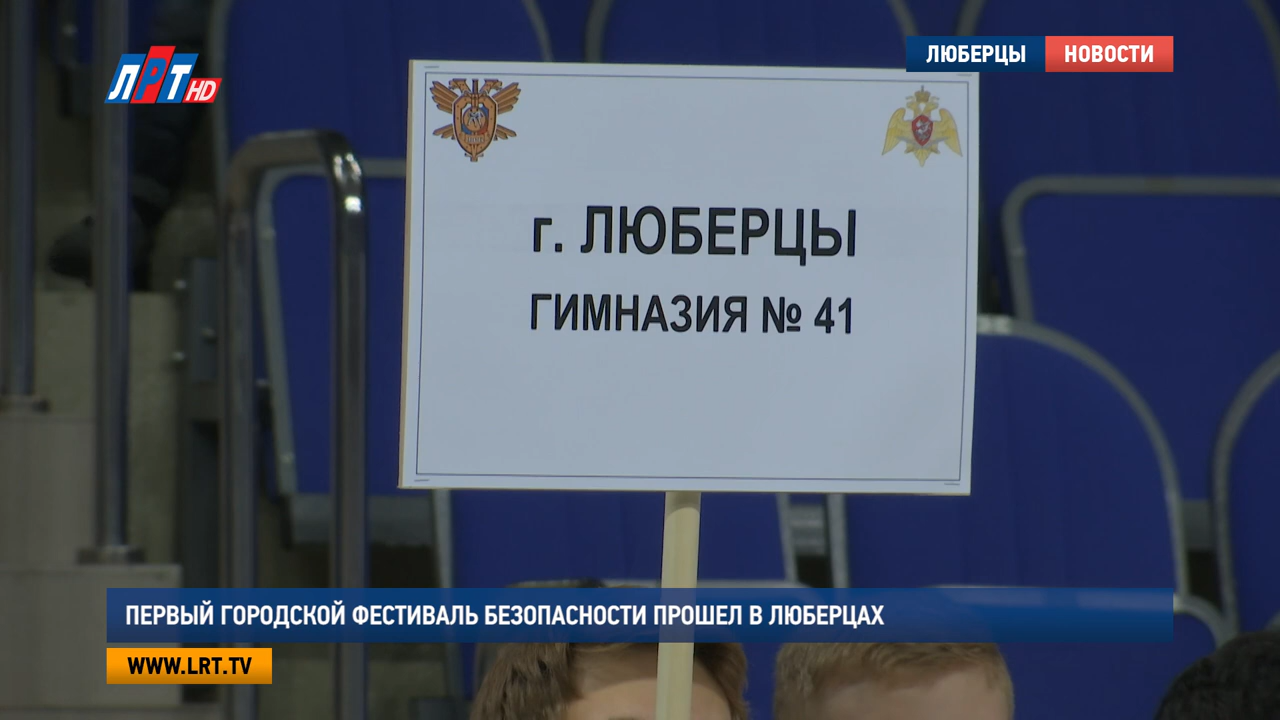 ЛРТ HD
ЛЮБЕРЦЫ НОВОСТИ
г. ЛЮБЕРЦЫ
ГИМНАЗИЯ № 41
ПЕРВЫЙ ГОРОДСКОЙ ФЕСТИВАЛЬ БЕЗОПАСНОСТИ ПРОШЕЛ В ЛЮБЕРЦАХ
WWW.LRT.TV